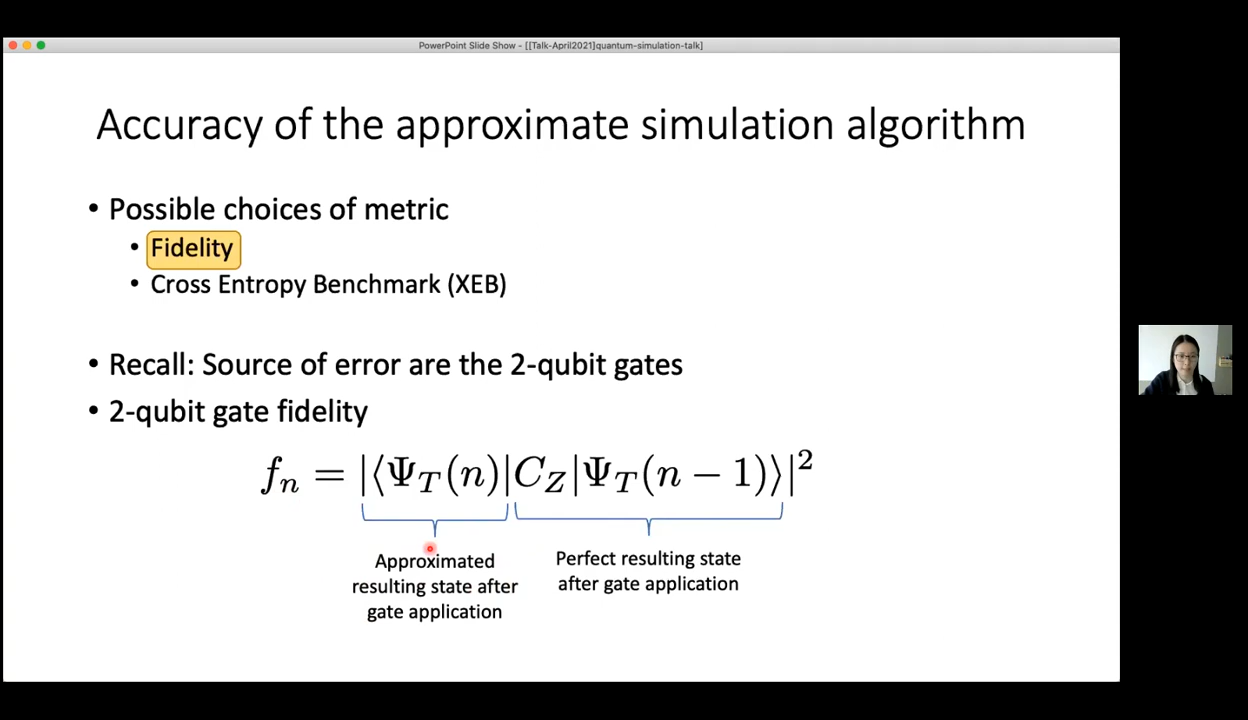 PowerPoint Slide Show - [[Talk-April2021]quantum-simulation-talk]
Accuracy of the approximate simulation algorithm
• Possible choices of metric
• Fidelity
• Cross Entropy Benchmark (XEB)
• Recall: Source of error are the 2-qubit gates
• 2-qubit gate fidelity
fₙ = |⟨Ψ_T(n)|C_Z|Ψ_T(n − 1)⟩|²
Approximated
resulting state after
gate application
Perfect resulting state
after gate application